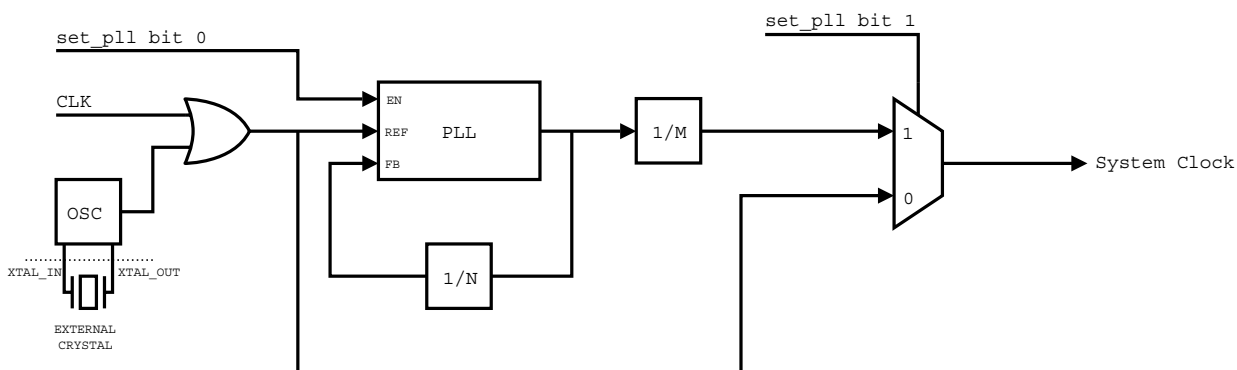 set_pll bit 1
set_pll bit 0
CLK
EN
REF
PLL
FB
1/M
1
0
System Clock
OSC
XTAL_IN
XTAL_OUT
1/N
EXTERNAL
CRYSTAL